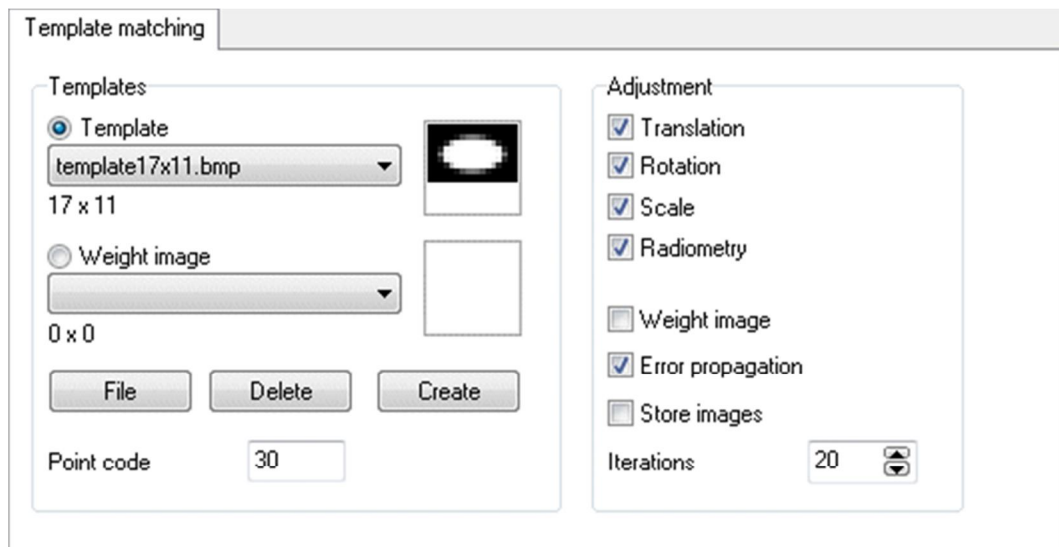 Template matching
Templates
Template
template17x11.bmp
17 x 11
Weight image
0 x 0
File
Delete
Create
Point code
30
Adjustment
Translation
Rotation
Scale
Radiometry
Weight image
Error propagation
Store images
Iterations
20